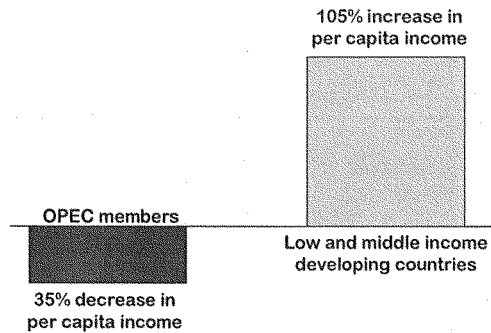 105% increase in
per capita income
OPEC members
Low and middle income
developing countries
35% decrease in
per capita income